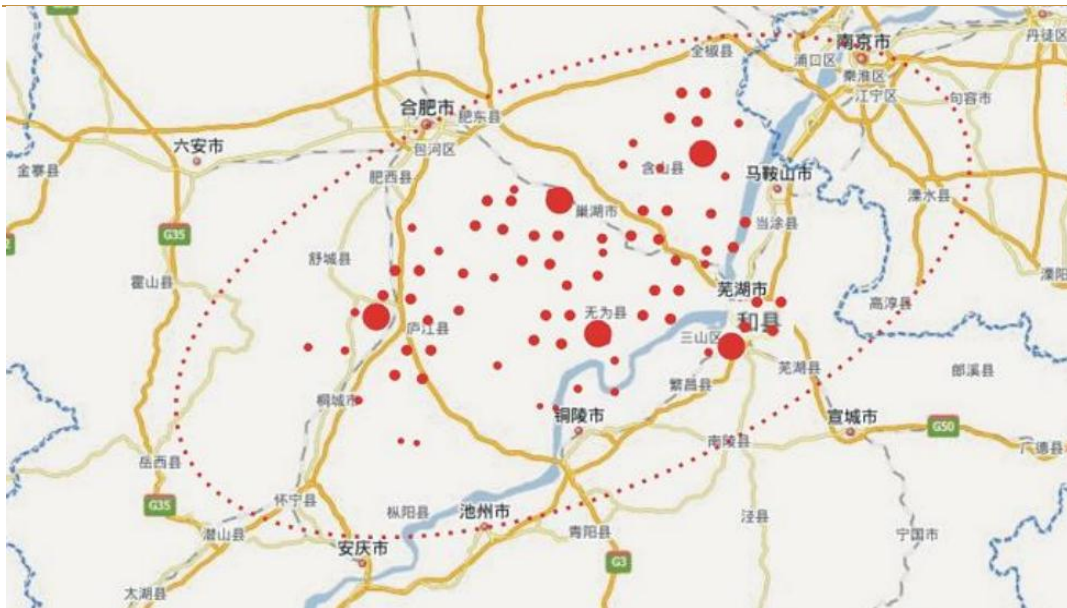 全椒县
南京市
丹徒区
浦口区
秦淮区
江宁区
句容市
合肥市
肥东县
包河区
六安市
金寨县
肥西县
含山县
马鞍山市
溧水县
巢湖市
当涂县
G35
舒城县
霍山县
溧阳
芜湖市
高淳县
无为县
和县
庐江县
三山区
芜湖县
郎溪县
繁昌县
桐城市
铜陵市
宣城市
G50
南陵县
广德县
岳西县
怀宁县
G35
枞阳县
池州市
泾县
潜山县
青阳县
宁国市
安庆市
G3
太湖县